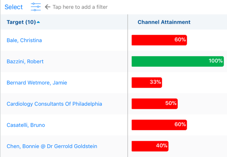 Select Tap here to add a filter
Target (10) Channel Attainment
Bale, Christina 60%
Bazzini, Robert 100%
Bernard Wetmore, Jamie 33%
Cardiology Consultants Of Philadelphia 50%
Casatelli, Bruno 60%
Chen, Bonnie @ Dr Gerrold Goldstein 40%